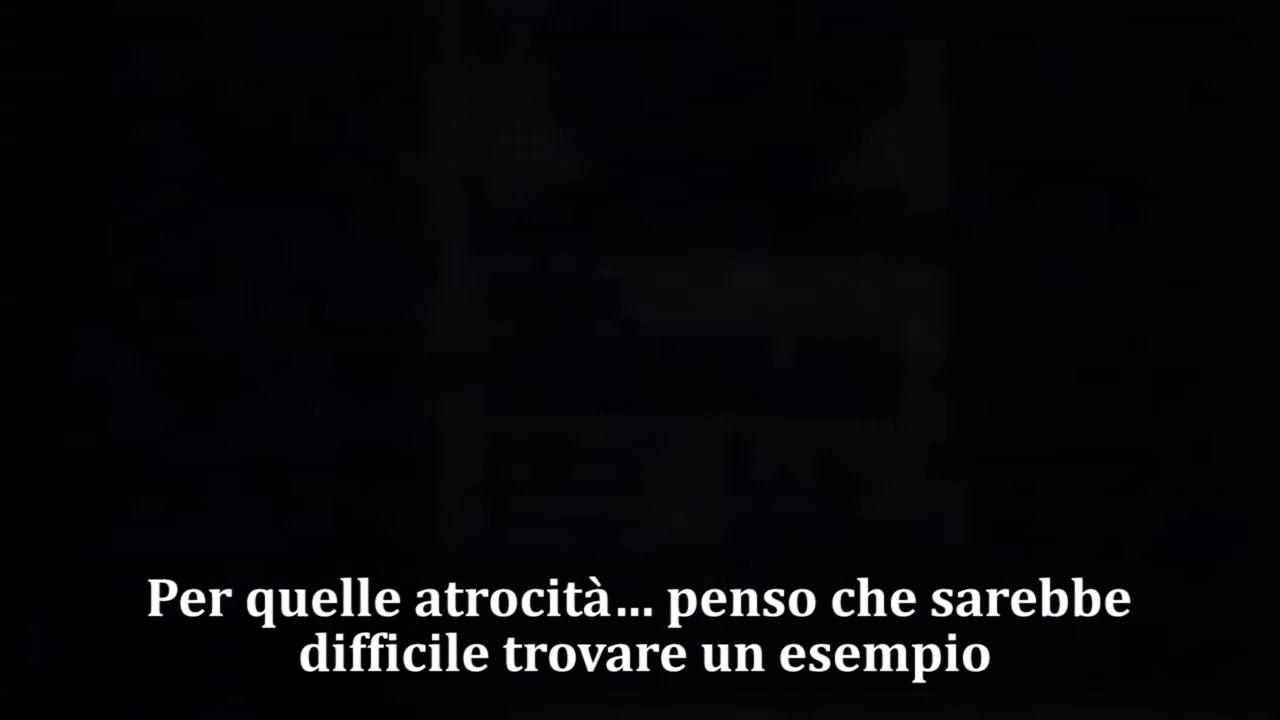 Per quelle atrocità... penso che sarebbe
difficile trovare un esempio